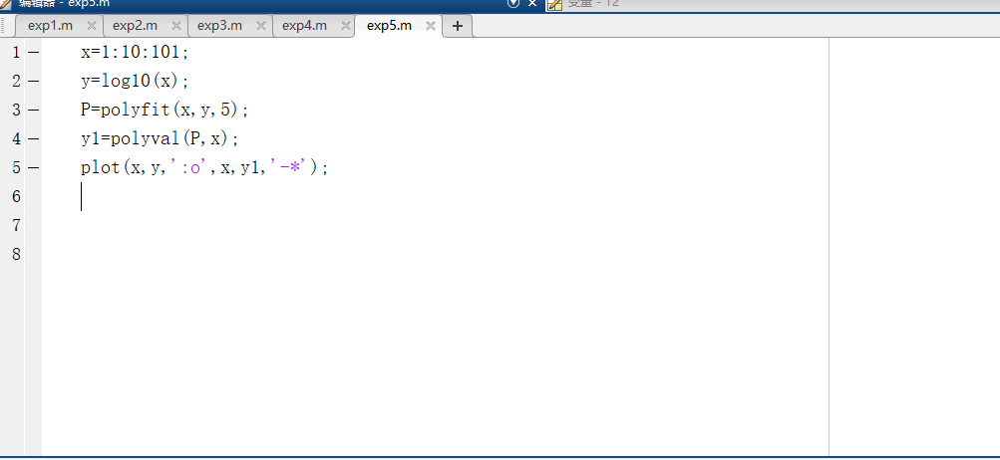 编辑器 - exp5.m
变量 - 12
exp1.m exp2.m exp3.m exp4.m exp5.m +
1 x=1:10:101;
2 y=log10(x);
3 P=polyfit(x,y,5);
4 y1=polyval(P,x);
5 plot(x,y,':o',x,y1,'-*');
6
7
8